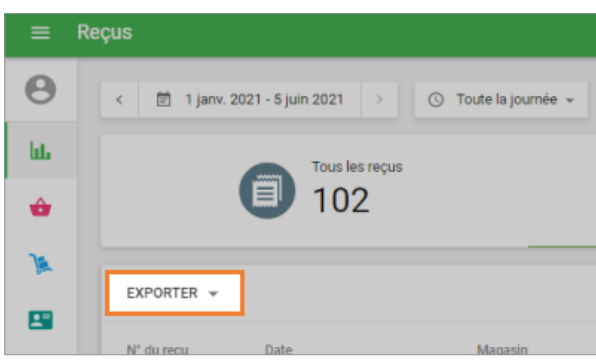 Reçus
1 janv. 2021 - 5 juin 2021
Toute la journée
Tous les reçus
102
EXPORTER
N° du reçu Date Magasin